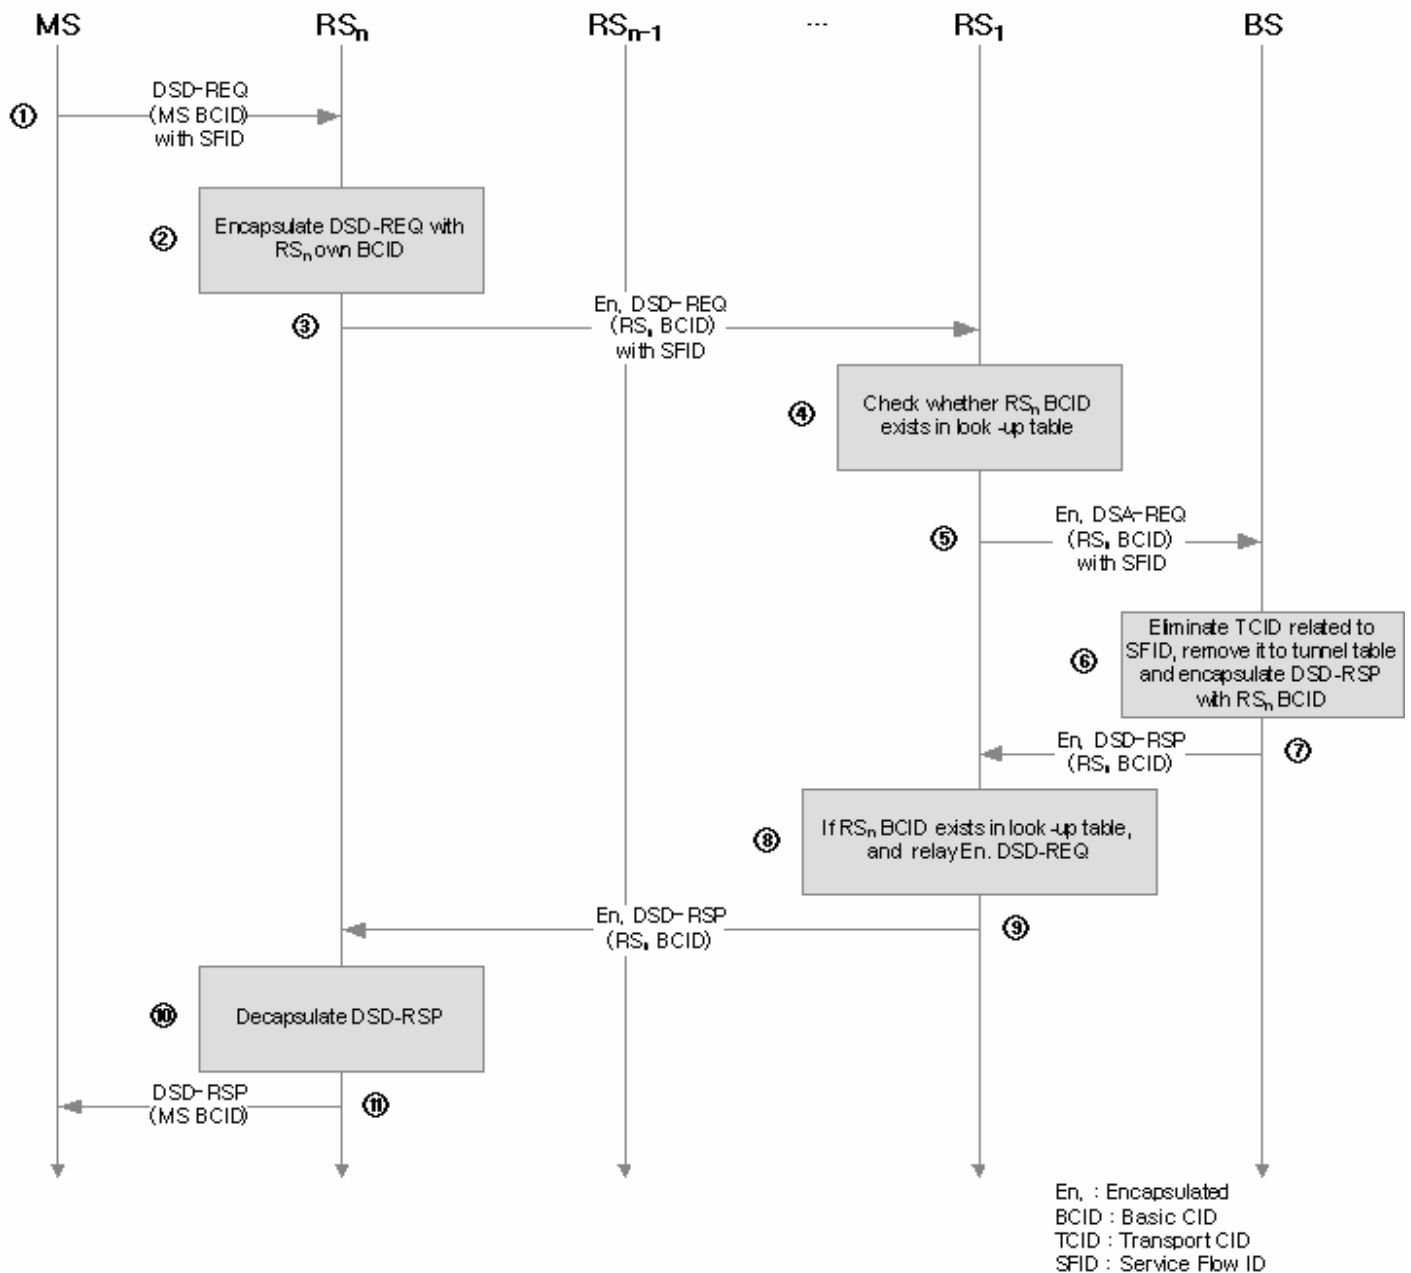 MS RSn RSn-1 ... RS1 BS
DSD-REQ
① (MS BCID)
with SFID
② Encapsulate DSD-REQ with
RSn own BCID
③ En, DSD-REQ
(RSn BCID)
with SFID
④ Check whether RSn BCID
exists in look-up table
⑤ En, DSA-REQ
(RSn BCID)
with SFID
⑥ Eliminate TCID related to
SFID, remove it to tunnel table
and encapsulate DSD-RSP
with RSn BCID
En, DSD-RSP ⑦
(RSn BCID)
⑧ If RSn BCID exists in look-up table,
and relay En. DSD-REQ
En, DSD-RSP ⑨
(RSn BCID)
⑩ Decapsulate DSD-RSP
DSD-RSP ⑪
(MS BCID)
En, : Encapsulated
BCID : Basic CID
TCID : Transport CID
SFID : Service Flow ID